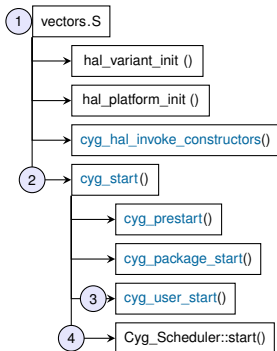 1 vectors.S
hal_variant_init ()
hal_platform_init ()
cyg_hal_invoke_constructors()
2 cyg_start()
cyg_prestart()
cyg_package_start()
3 cyg_user_start()
4 Cyg_Scheduler::start()